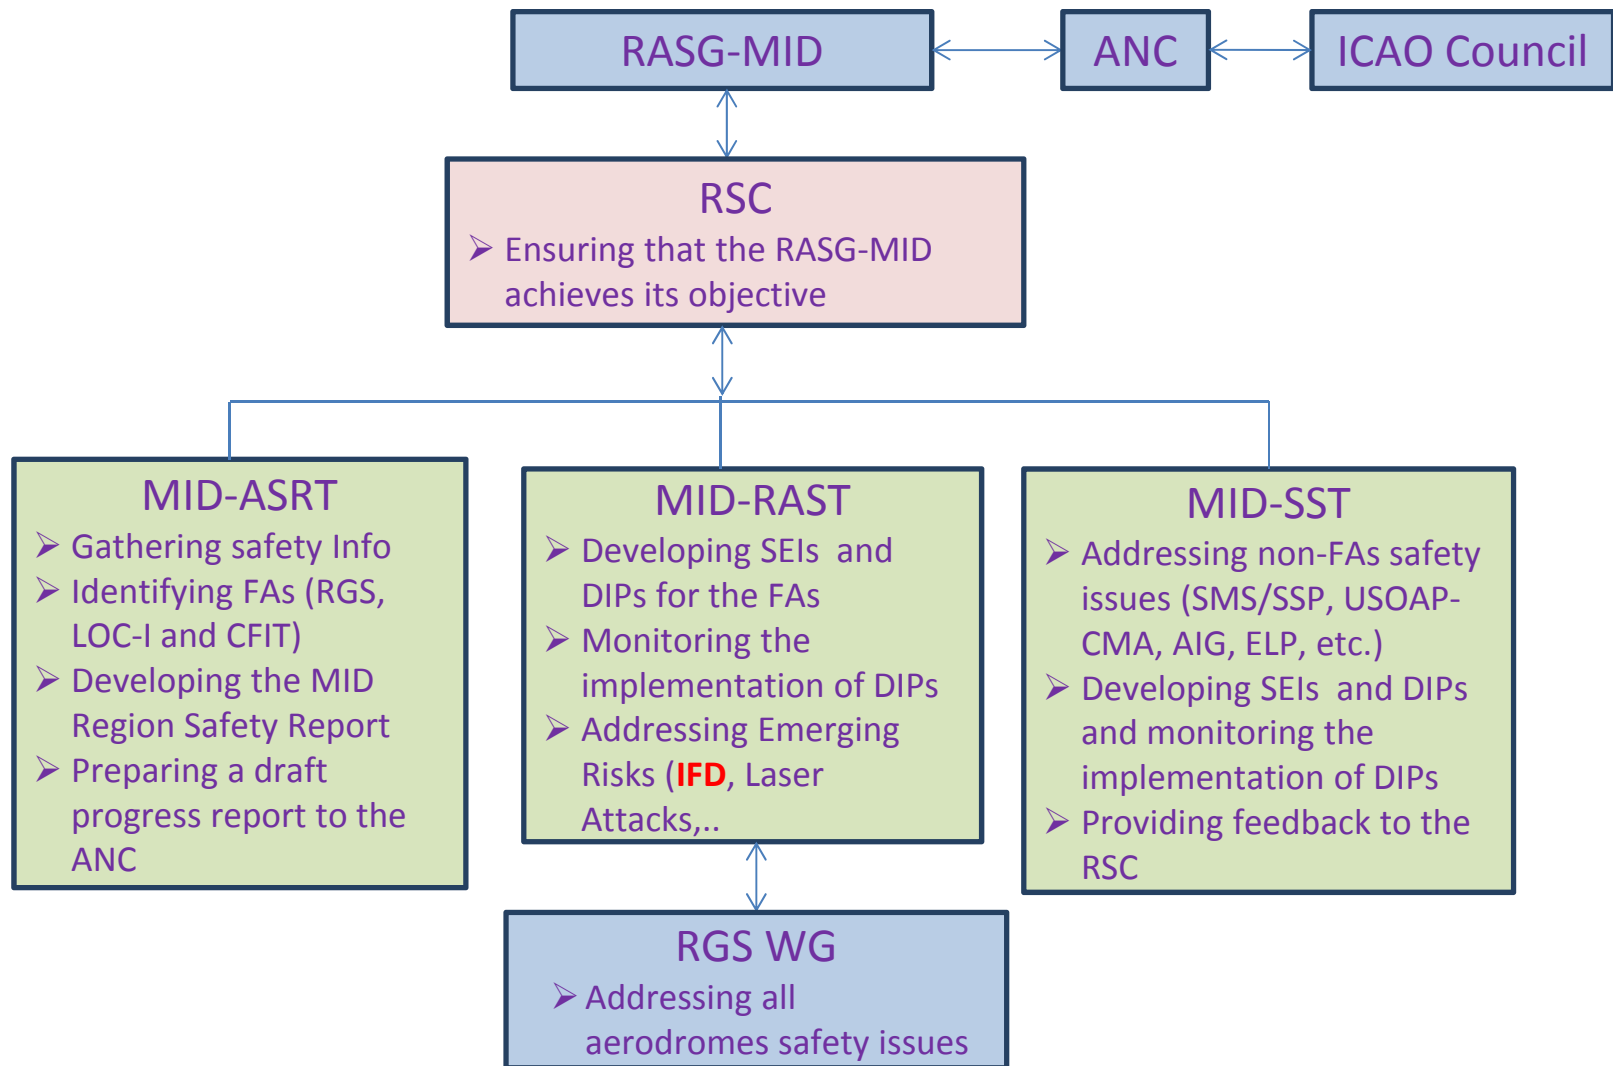 RASG-MID
ANC
ICAO Council
RSC
➢ Ensuring that the RASG-MID
achieves its objective
MID-ASRT
➢ Gathering safety Info
➢ Identifying FAs (RGS,
LOC-I and CFIT)
➢ Developing the MID
Region Safety Report
➢ Preparing a draft
progress report to the
ANC
MID-RAST
➢ Developing SEIs and
DIPs for the FAs
➢ Monitoring the
implementation of DIPs
➢ Addressing Emerging
Risks (IFD, Laser
Attacks,..
MID-SST
➢ Addressing non-FAs safety
issues (SMS/SSP, USOAP-
CMA, AIG, ELP, etc.)
➢ Developing SEIs and DIPs
and monitoring the
implementation of DIPs
➢ Providing feedback to the
RSC
RGS WG
➢ Addressing all
aerodromes safety issues